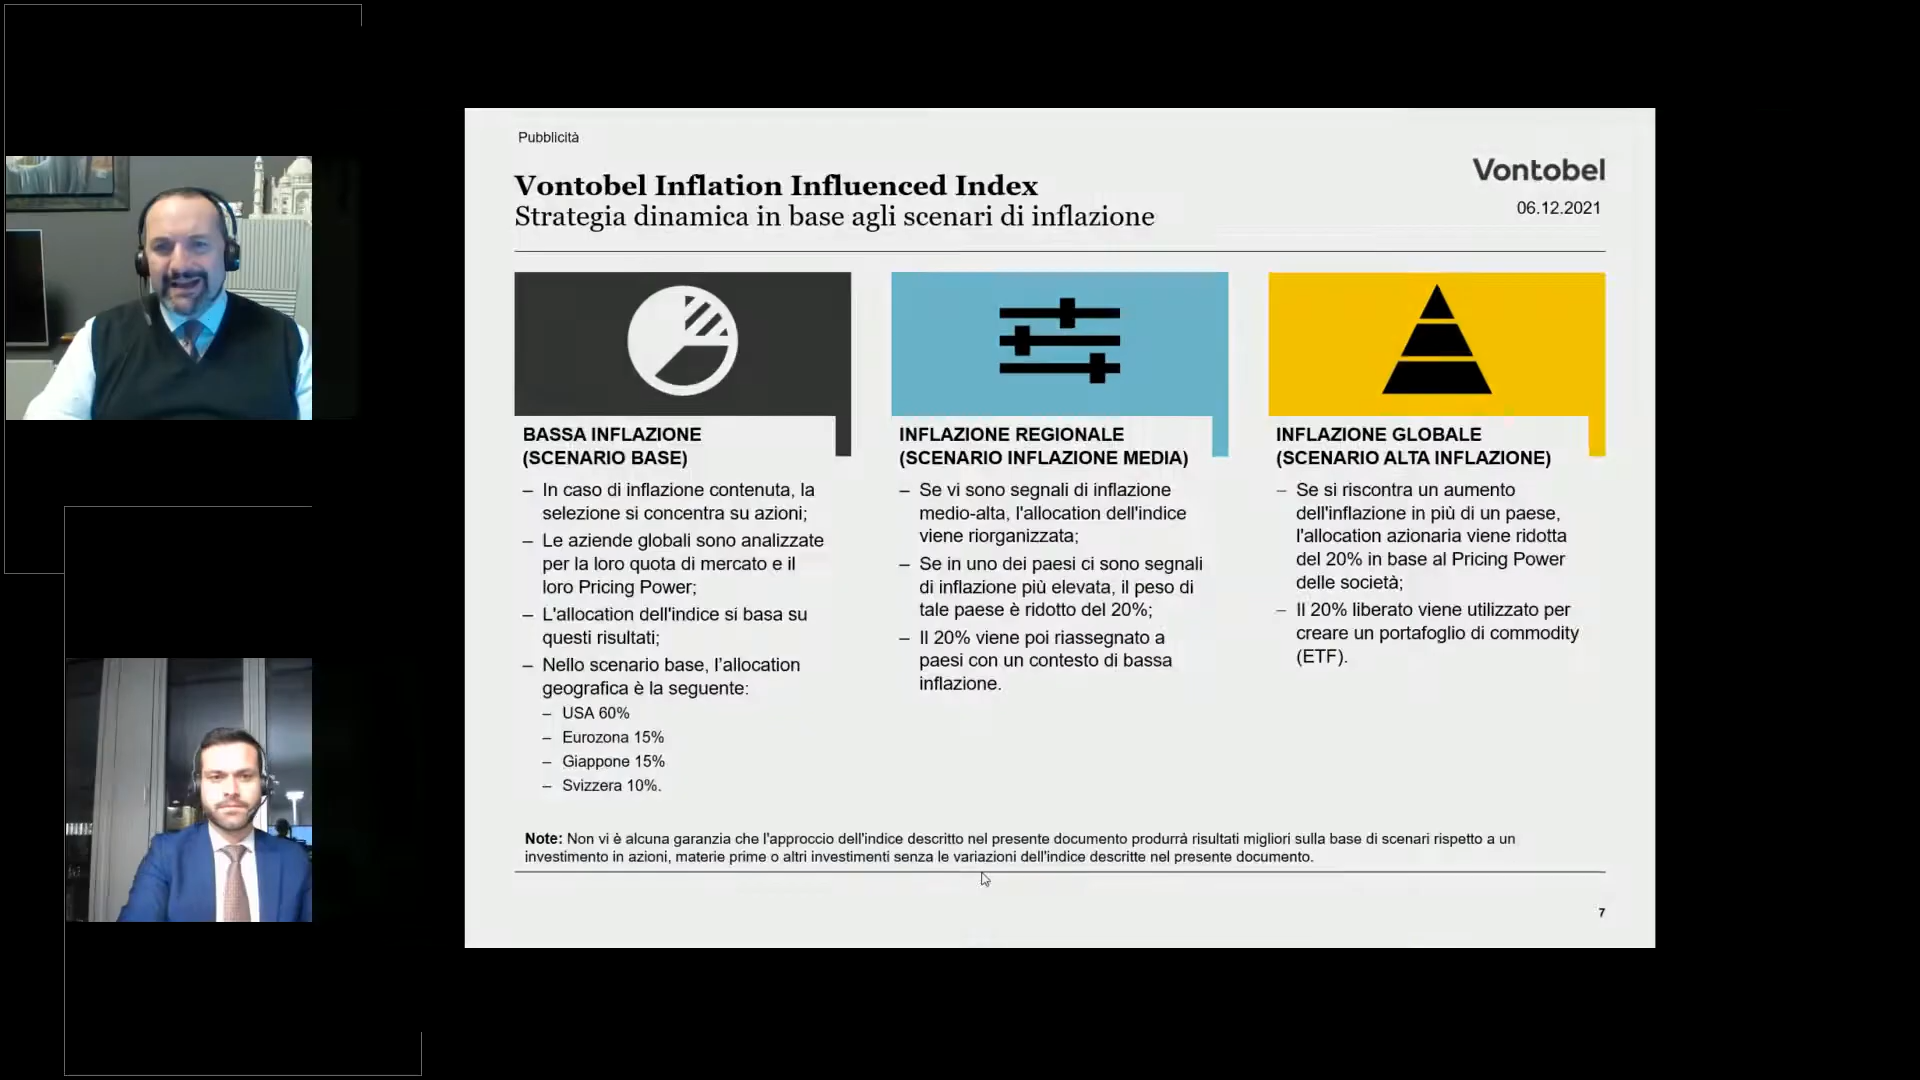 Pubblicità
Vontobel
Vontobel Inflation Influenced Index
Strategia dinamica in base agli scenari di inflazione
06.12.2021
BASSA INFLAZIONE
(SCENARIO BASE)
– In caso di inflazione contenuta, la
selezione si concentra su azioni;
– Le aziende globali sono analizzate
per la loro quota di mercato e il
loro Pricing Power;
– L'allocation dell'indice si basa su
questi risultati;
– Nello scenario base, l'allocation
geografica è la seguente:
– USA 60%
– Eurozona 15%
– Giappone 15%
– Svizzera 10%.
INFLAZIONE REGIONALE
(SCENARIO INFLAZIONE MEDIA)
– Se vi sono segnali di inflazione
medio-alta, l'allocation dell'indice
viene riorganizzata;
– Se in uno dei paesi ci sono segnali
di inflazione più elevata, il peso di
tale paese è ridotto del 20%;
– Il 20% viene poi riassegnato a
paesi con un contesto di bassa
inflazione.
INFLAZIONE GLOBALE
(SCENARIO ALTA INFLAZIONE)
– Se si riscontra un aumento
dell'inflazione in più di un paese,
l'allocation azionaria viene ridotta
del 20% in base al Pricing Power
delle società;
– Il 20% liberato viene utilizzato per
creare un portafoglio di commodity
(ETF).
Note: Non vi è alcuna garanzia che l'approccio dell'indice descritto nel presente documento produrrà risultati migliori sulla base di scenari rispetto a un
investimento in azioni, materie prime o altri investimenti senza le variazioni dell'indice descritte nel presente documento.
7